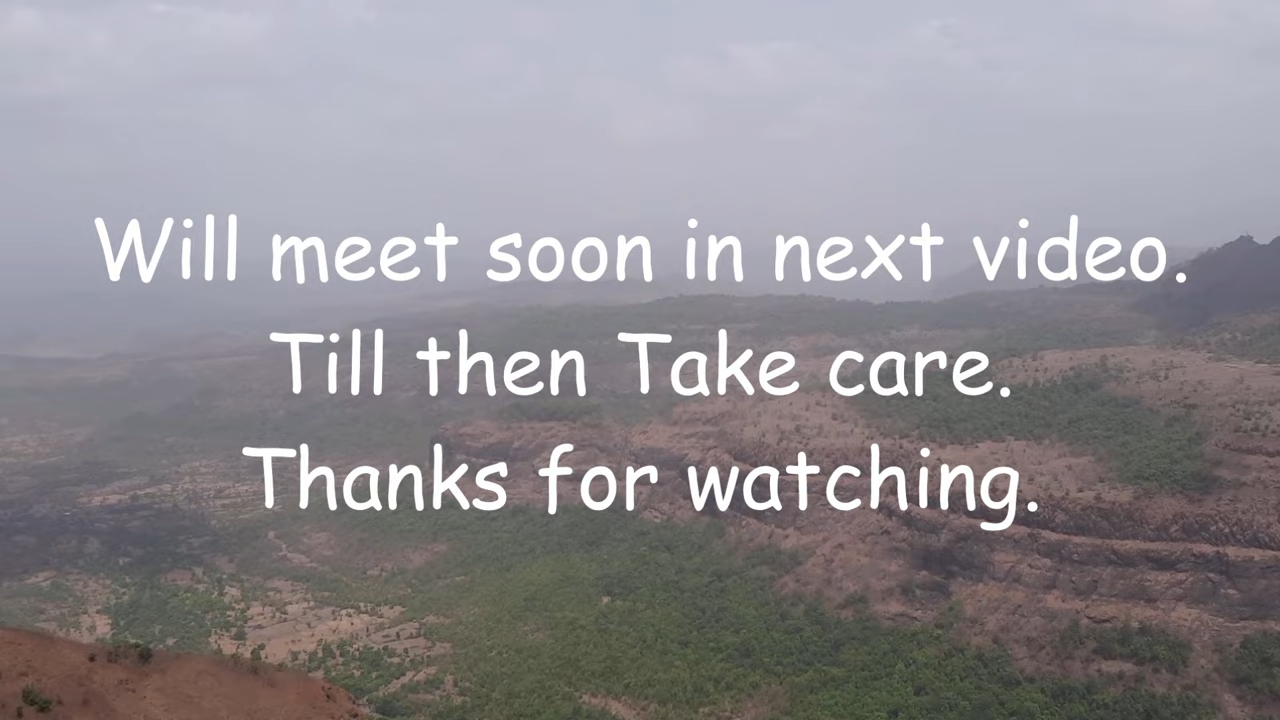 Will meet soon in next video.
Till then Take care.
Thanks for watching.